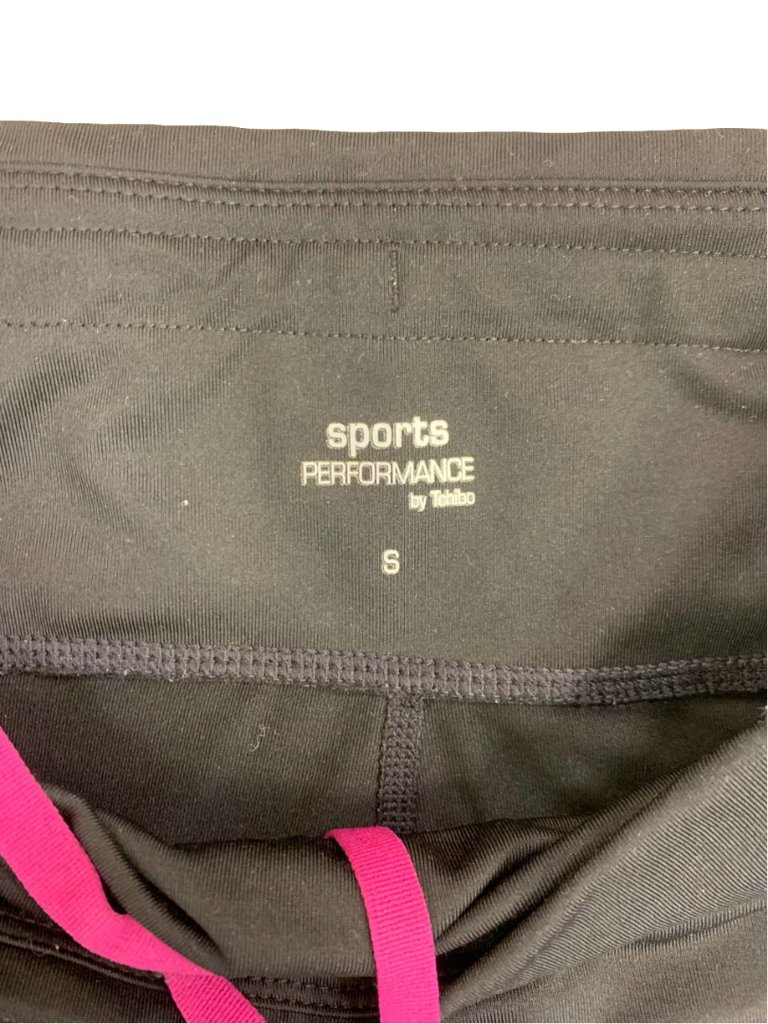 sports
PERFORMANCE
by Tchibo
S